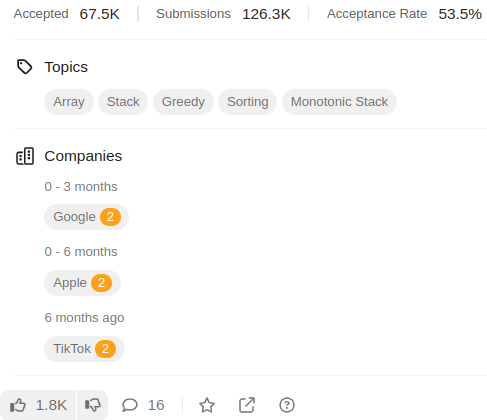 Accepted 67.5K Submissions 126.3K Acceptance Rate 53.5%
Topics
Array Stack Greedy Sorting Monotonic Stack
Companies
0 - 3 months
Google 2
0 - 6 months
Apple 2
6 months ago
TikTok 2
1.8K 16